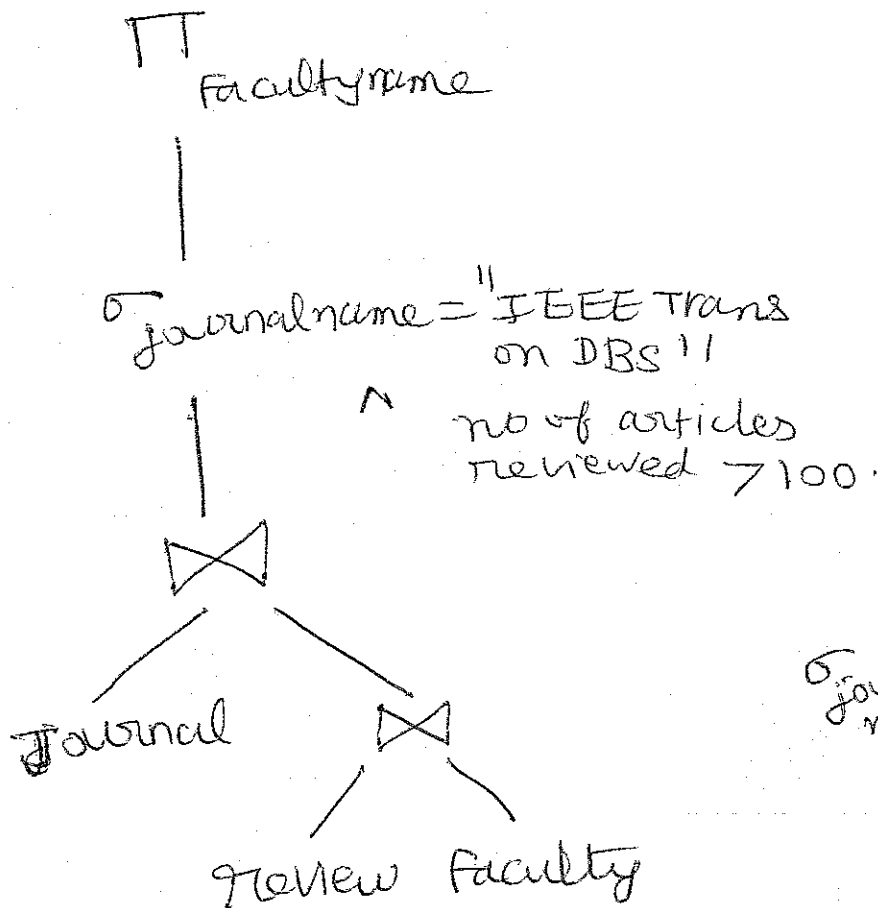 Π
Facultyname
σ journalname = "IEEE Trans
on DBS"
^ no of articles
reviewed >100.
⋈
Journal ⋈
σ
review Faculty